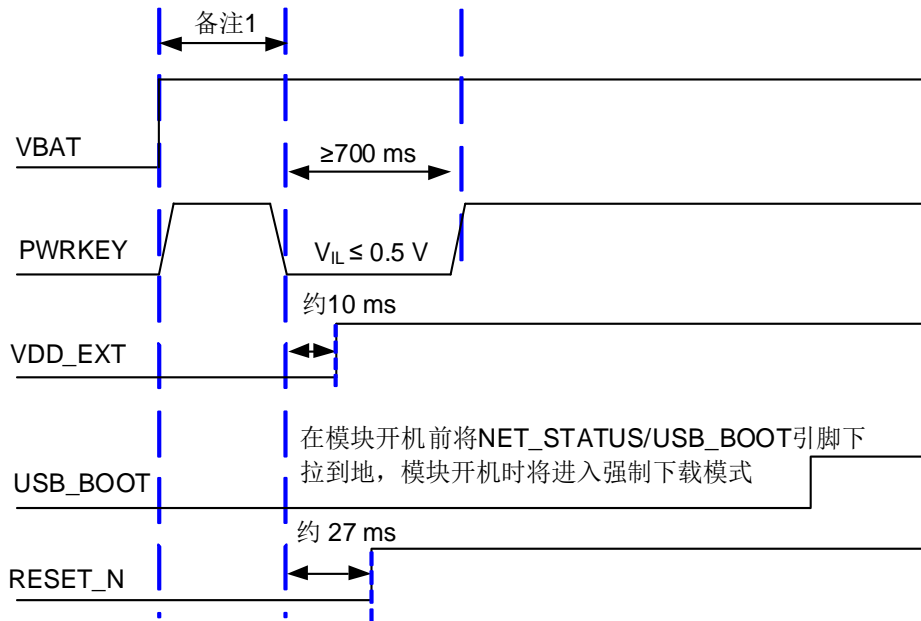 备注1
VBAT
≥700 ms
PWRKEY
VIL ≤ 0.5 V
约10 ms
VDD_EXT
在模块开机前将NET_STATUS/USB_BOOT引脚下
拉到地，模块开机时将进入强制下载模式
USB_BOOT
约 27 ms
RESET_N